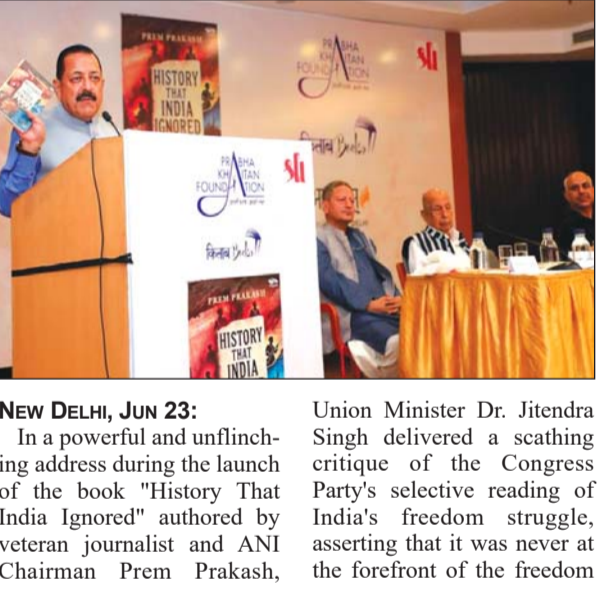 PREM PRAKASH
HISTORY
THAT
INDIA
IGNORED
PRABHA
KHAITAN
FOUNDATION
किताब
PRABHA
KHAITAN
FOUNDATION
किताब
PREM PRAKASH
HISTORY
THAT
INDIA
NEW DELHI, JUN 23:
In a powerful and unflinch-
ing address during the launch
of the book "History That
India Ignored" authored by
veteran journalist and ANI
Chairman Prem Prakash,
Union Minister Dr. Jitendra
Singh delivered a scathing
critique of the Congress
Party's selective reading of
India's freedom struggle,
asserting that it was never at
the forefront of the freedom